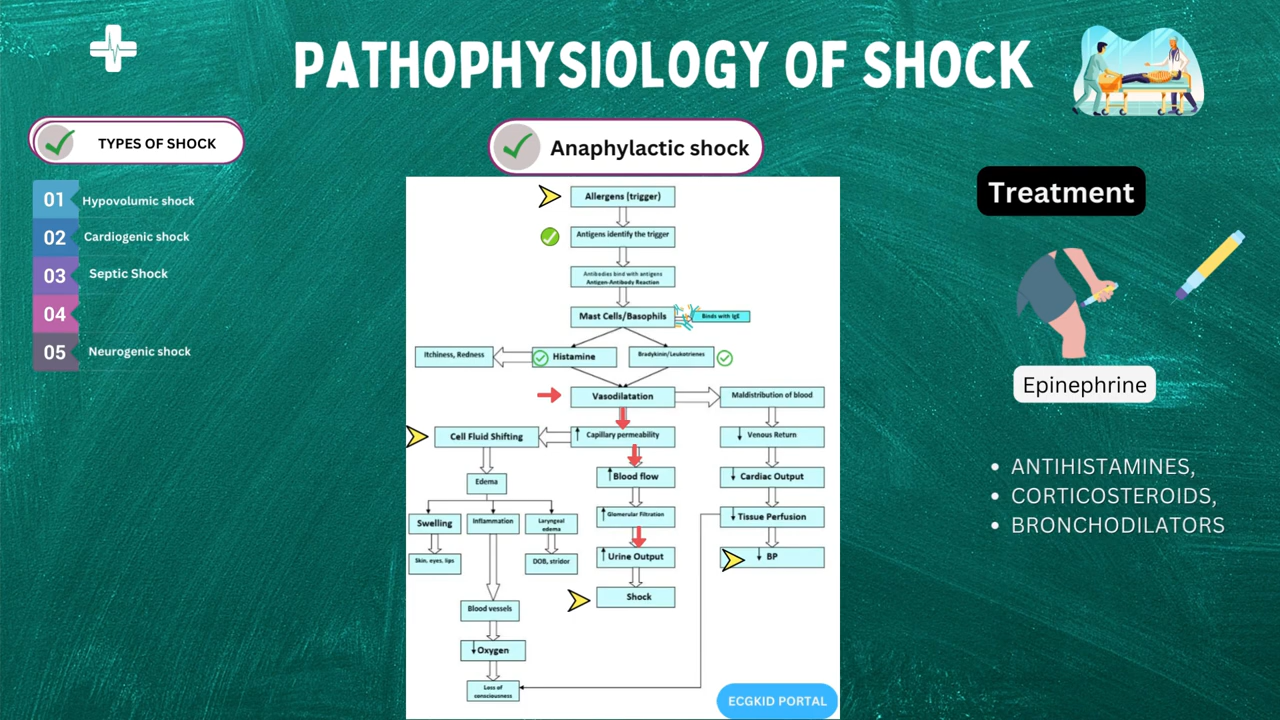 PATHOPHYSIOLOGY OF SHOCK
TYPES OF SHOCK
01 Hypovolumic shock
02 Cardiogenic shock
03 Septic Shock
04
05 Neurogenic shock
Anaphylactic shock
Allergens (trigger)
Antigens identify the trigger
Antibodies bind with antigens
Antigen-Antibody Reaction
Mast Cells/Basophils
Binds with IgE
Itchiness, Redness
Histamine
Bradykinin/Leukotrienes
Vasodilatation
Maldistribution of blood
Cell Fluid Shifting
Capillary permeability
Venous Return
Edema
Blood flow
Cardiac Output
Swelling
Inflammation
Laryngeal
edema
Glomerular Filtration
Tissue Perfusion
Skin, eyes, lips
DOB, stridor
Urine Output
BP
Shock
Blood vessels
Oxygen
Loss of
consciousness
ECGKID PORTAL
Treatment
Epinephrine
• ANTIHISTAMINES,
• CORTICOSTEROIDS,
• BRONCHODILATORS